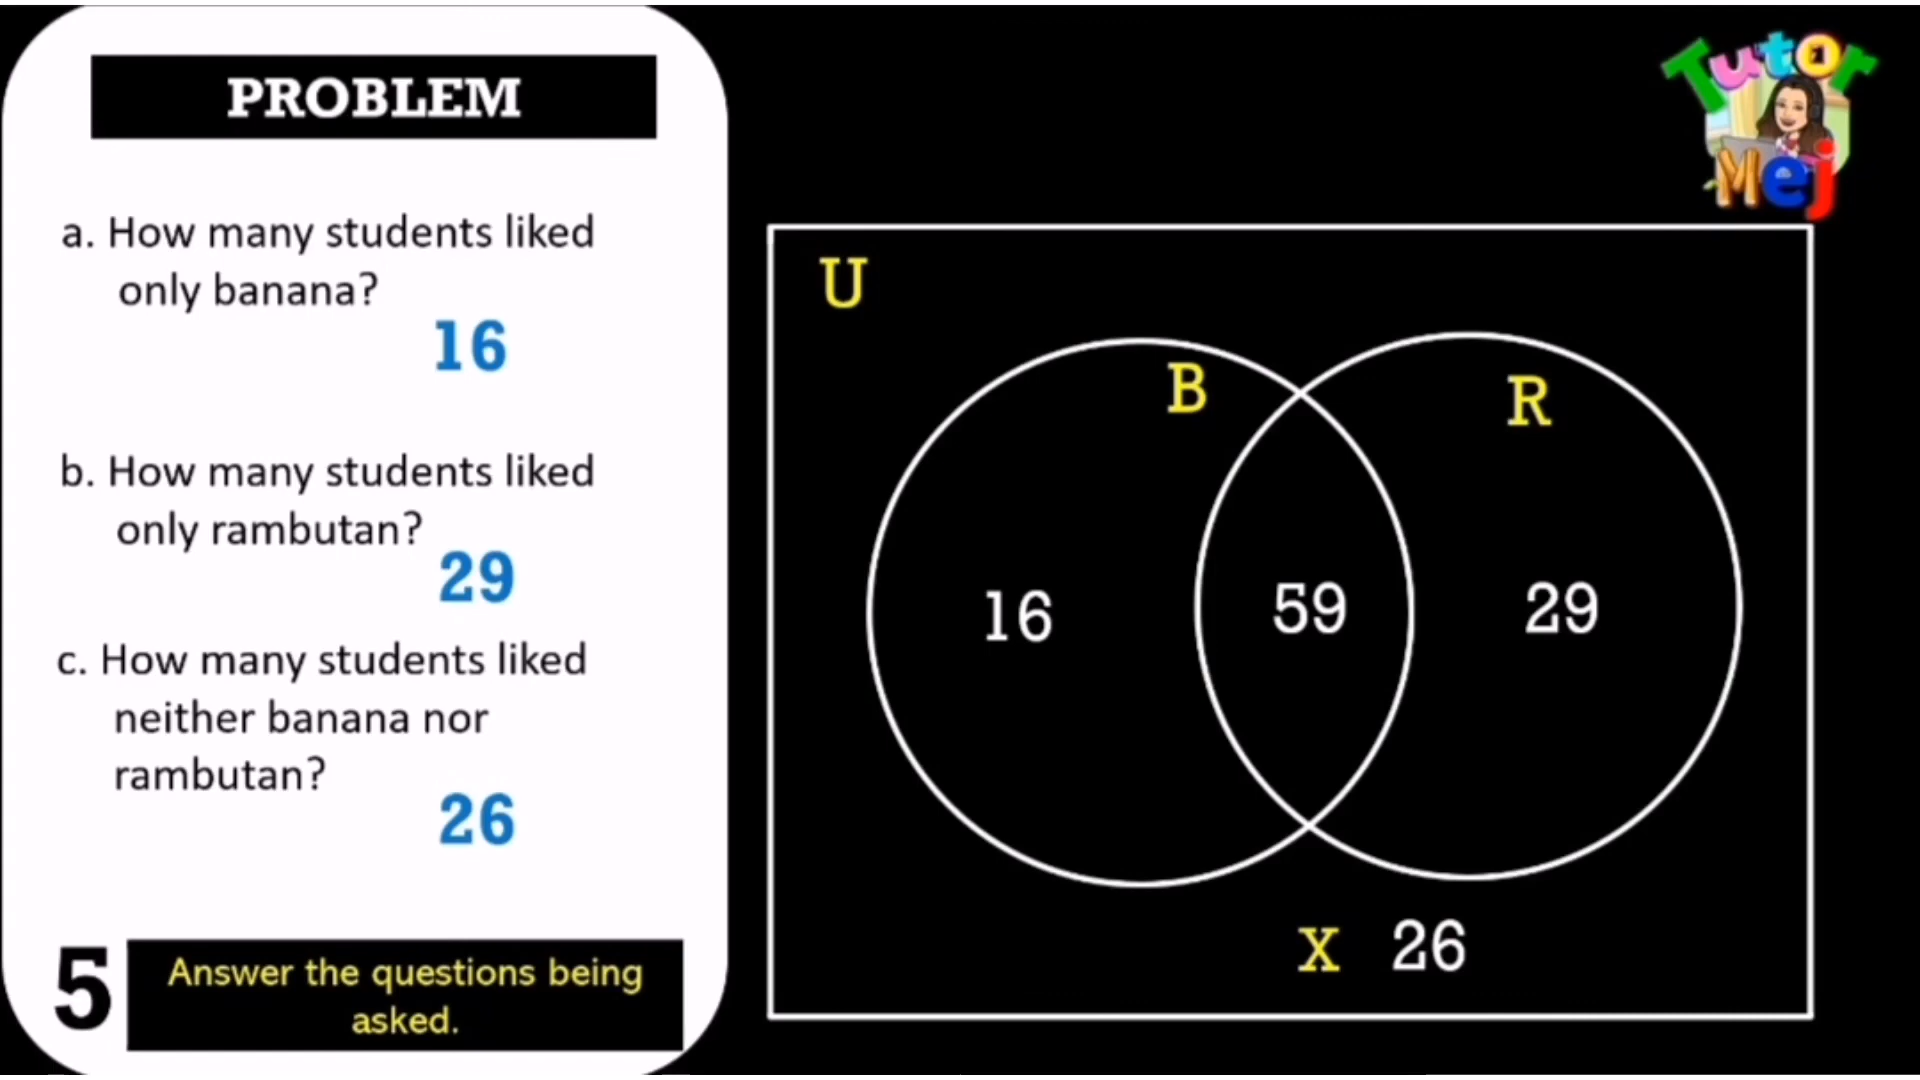 PROBLEM
a. How many students liked
only banana?
16
b. How many students liked
only rambutan?
29
c. How many students liked
neither banana nor
rambutan?
26
5
Answer the questions being
asked.
Tutor
Mej
U
B
R
16
59
29
X
26